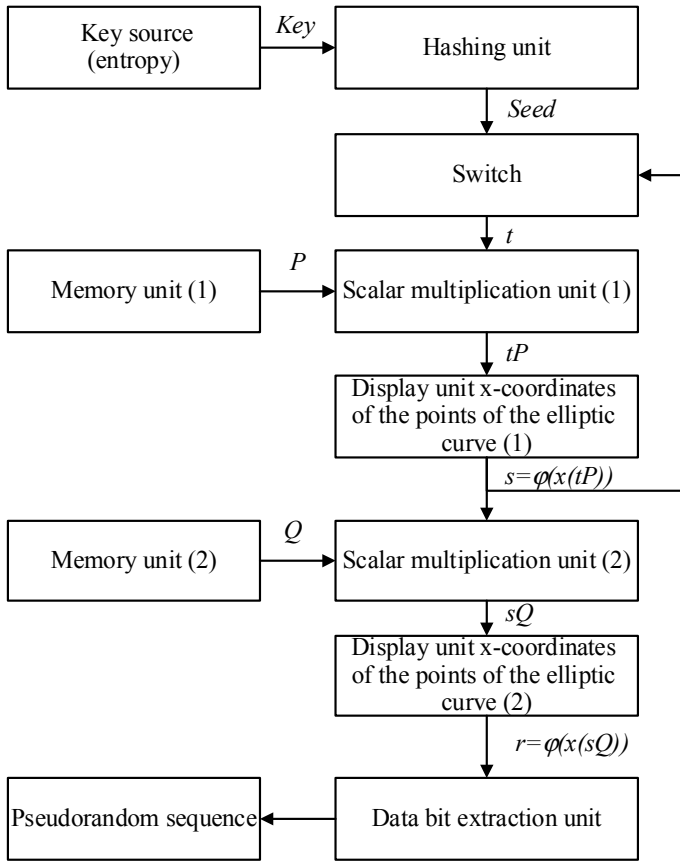 Key source
(entropy)
Key
Hashing unit
Seed
Switch
t
Memory unit (1)
P
Scalar multiplication unit (1)
tP
Display unit x-coordinates
of the points of the elliptic
curve (1)
s=φ(x(tP))
Memory unit (2)
Q
Scalar multiplication unit (2)
sQ
Display unit x-coordinates
of the points of the elliptic
curve (2)
r=φ(x(sQ))
Pseudorandom sequence
Data bit extraction unit